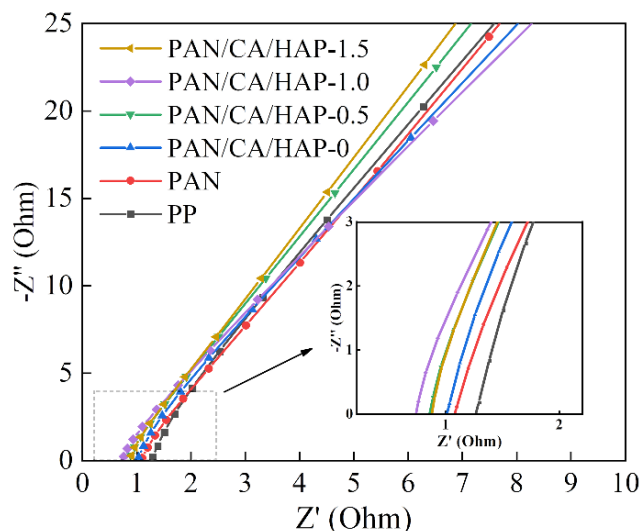 -25
20
15
10
5
0
-Z'' (Ohm)
PAN/CA/HAP-1.5
PAN/CA/HAP-1.0
PAN/CA/HAP-0.5
PAN/CA/HAP-0
PAN
PP
3
2
1
0
-Z'' (Ohm)
1
2
Z' (Ohm)
0 1 2 3 4 5 6 7 8 9 10
Z' (Ohm)